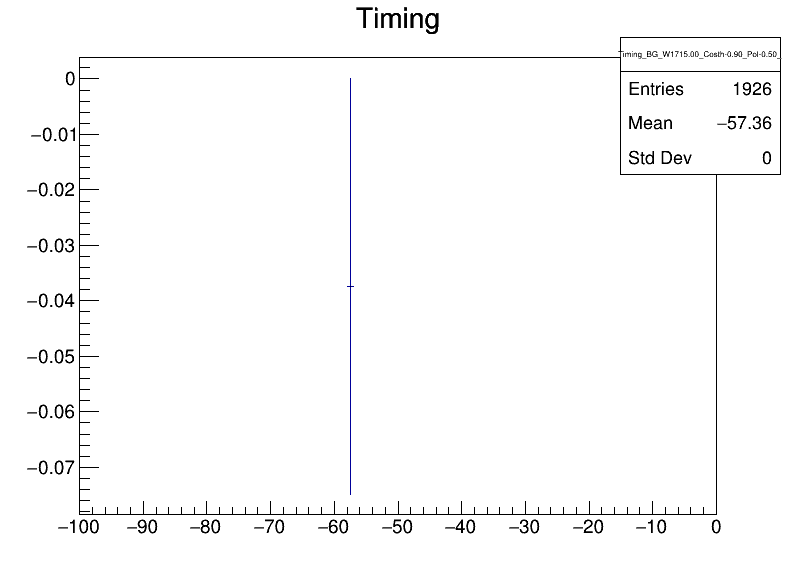 Timing
Timing_BG_W1715.00_Costh-0.90_Pol-0.50_
Entries 1926
Mean −57.36
Std Dev 0
0
−0.01
−0.02
−0.03
−0.04
−0.05
−0.06
−0.07
−100 −90 −80 −70 −60 −50 −40 −30 −20 −10 0